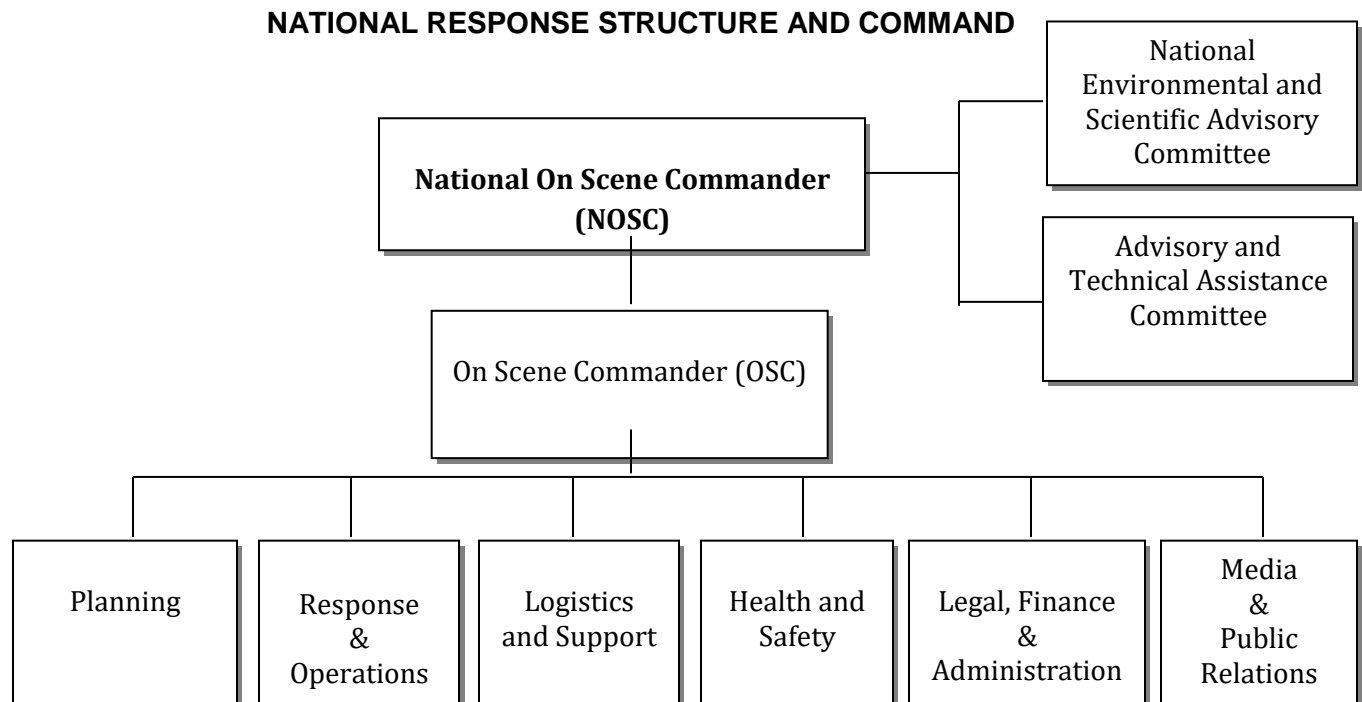 NATIONAL RESPONSE STRUCTURE AND COMMAND
National
Environmental and
Scientific Advisory
Committee
National On Scene Commander
(NOSC)
Advisory and
Technical Assistance
Committee
On Scene Commander (OSC)
Planning
Response
&
Operations
Logistics
and Support
Health and
Safety
Legal, Finance
&
Administration
Media
&
Public
Relations